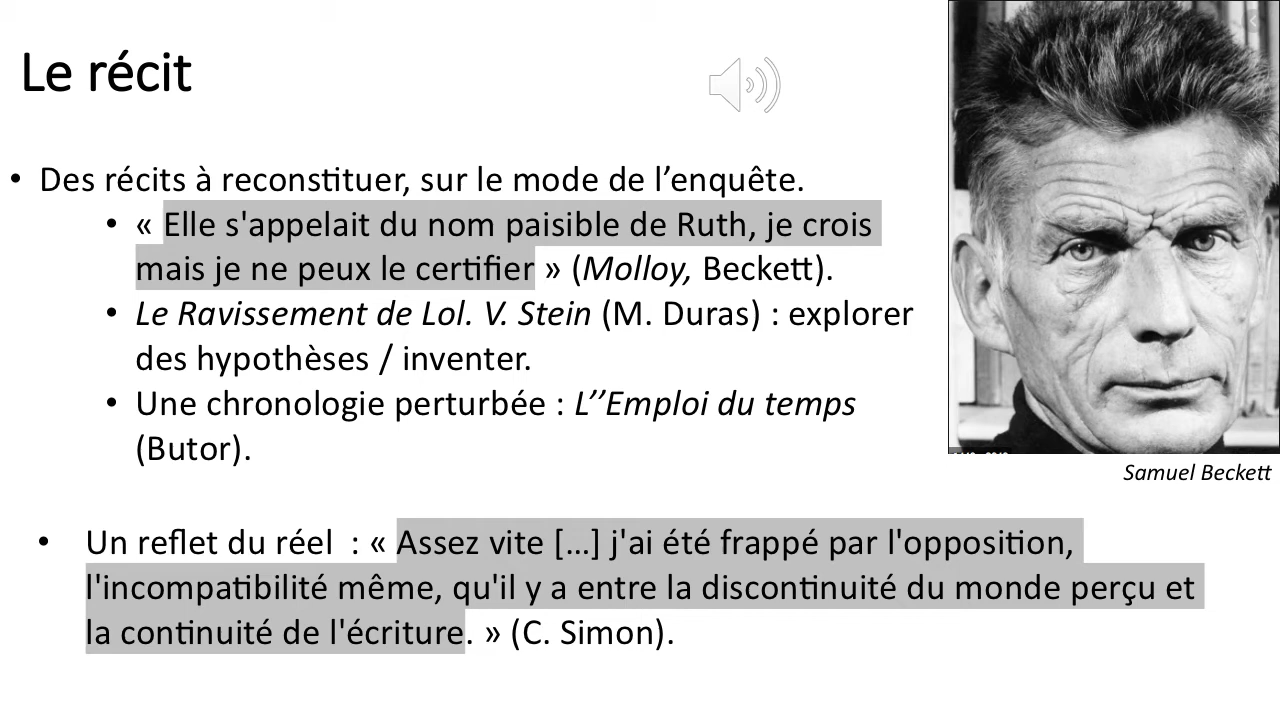 Le récit
• Des récits à reconstituer, sur le mode de l’enquête.
• « Elle s'appelait du nom paisible de Ruth, je crois
mais je ne peux le certifier » (Molloy, Beckett).
• Le Ravissement de Lol. V. Stein (M. Duras) : explorer
des hypothèses / inventer.
• Une chronologie perturbée : L’’Emploi du temps
(Butor).
Samuel Beckett
• Un reflet du réel : « Assez vite […] j'ai été frappé par l'opposition,
l'incompatibilité même, qu'il y a entre la discontinuité du monde perçu et
la continuité de l'écriture. » (C. Simon).